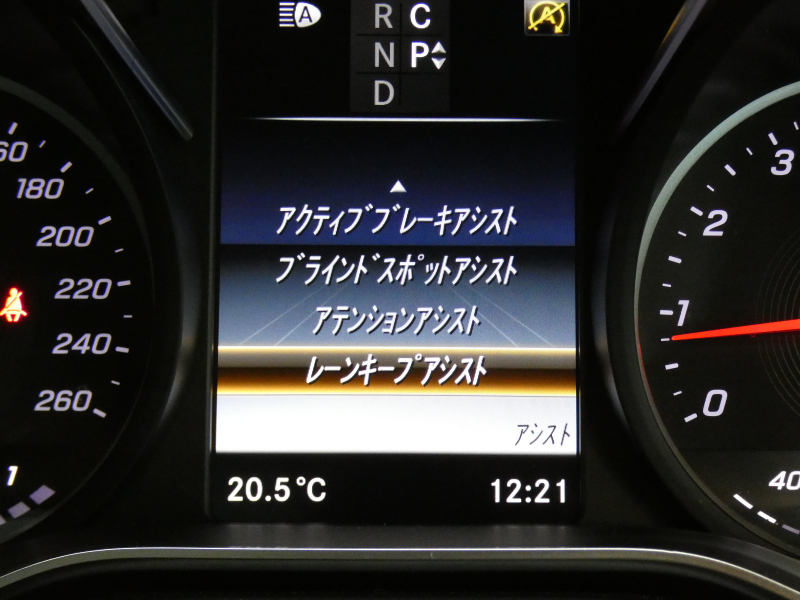 A
R C
N P
D
A
アクティブブレーキアシスト
ブラインドスポットアシスト
アテンションアシスト
レーンキープアシスト
アシスト
20.5°C
12:21
60
180
200
220
240
260
1
3
2
1
0
40